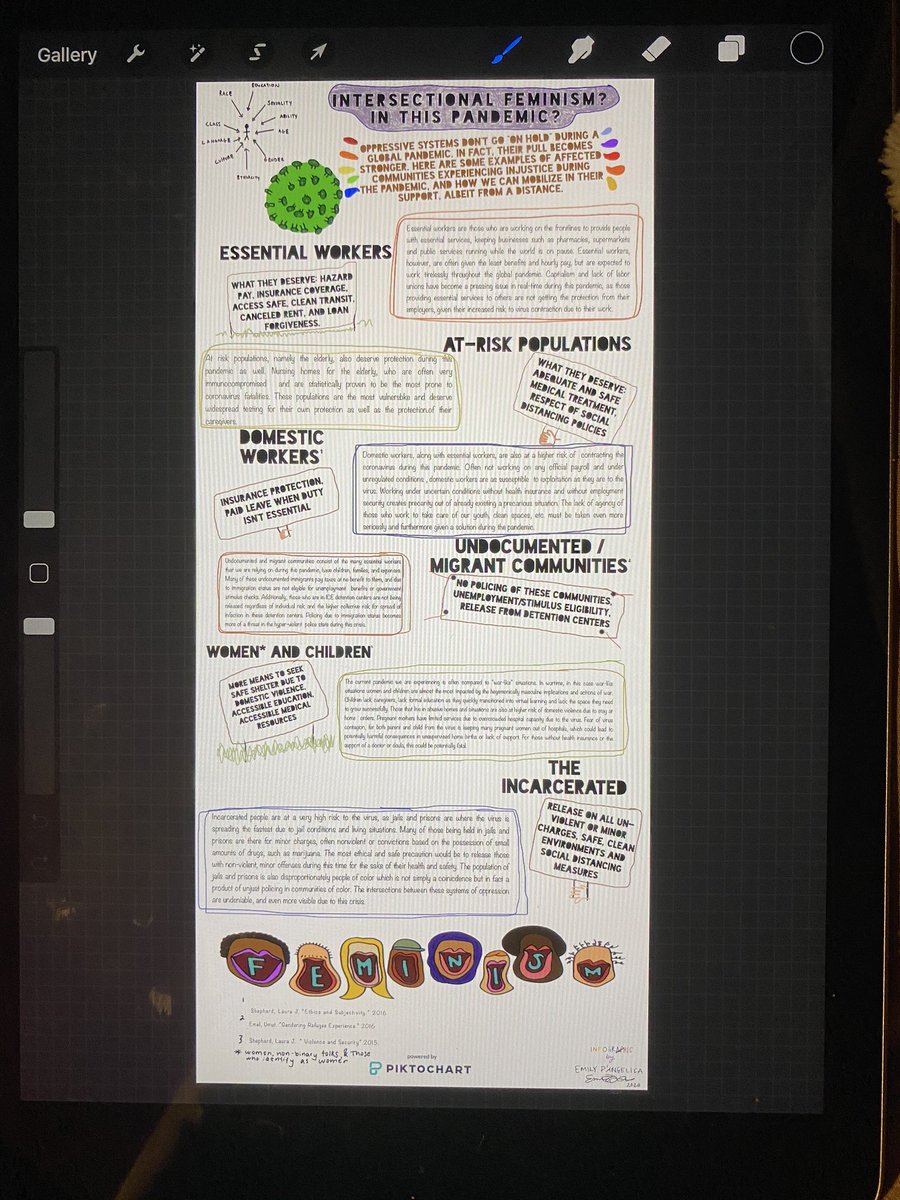 Gallery
EDUCATION
RACE
SEXUALITY
ABILITY
CLASS
AGE
LANGUAGE
CULTURE
GENDER
ETHNICITY
INTERSECTIONAL FEMINISM?
IN THIS PANDEMIC?
OPPRESSIVE SYSTEMS DON'T GO "ON HOLD" DURING A
GLOBAL PANDEMIC. IN FACT, THEIR PULL BECOMES
STRONGER. HERE ARE SOME EXAMPLES OF AFFECTED
COMMUNITIES EXPERIENCING INJUSTICE DURING
THE PANDEMIC, AND HOW WE CAN MOBILIZE IN THEIR
SUPPORT, ALBEIT FROM A DISTANCE.
ESSENTIAL WORKERS
WHAT THEY DESERVE: HAZARD
PAY, INSURANCE COVERAGE,
ACCESS SAFE, CLEAN TRANSIT,
CANCELED RENT, AND LOAN
FORGIVENESS.
Essential workers are those who are working on the frontlines to provide people
with essential services, keeping businesses such as pharmacies, supermarkets
and public services running while the world is on pause. Essential workers,
however, are often given the least benefits and hourly pay, but are expected to
work tirelessly throughout the global pandemic. Capitalism and lack of labor
unions have become a pressing issue in real-time during this pandemic, as those
providing essential services to others are not getting the protection from their
employers, given their increased risk to virus contraction due to their work.
AT-RISK POPULATIONS
At risk populations, namely the elderly, also deserve protection during this
pandemic as well. Nursing homes for the elderly, who are often very
immunocompromised and are statistically proven to be the most prone to
coronavirus fatalities. These populations are the most vulnerable and deserve
widespread testing for their own protection as well as the protection of their
caregivers.
WHAT THEY DESERVE:
ADEQUATE AND SAFE
MEDICAL TREATMENT,
RESPECT OF SOCIAL
DISTANCING POLICIES
DOMESTIC
WORKERS¹
INSURANCE PROTECTION,
PAID LEAVE WHEN DUTY
ISN'T ESSENTIAL
Domestic workers, along with essential workers, are also at a higher risk of contracting the
coronavirus during this pandemic. Often not working on any official payroll and under
unregulated conditions, domestic workers are as susceptible to exploitation as they are to the
virus. Working under uncertain conditions without health insurance and without employment
security creates precarity out of already existing a precarious situation. The lack of agency of
those who work to take care of our youth, clean spaces, etc. must be taken even more
seriously and furthermore given a solution during the pandemic.
UNDOCUMENTED /
MIGRANT COMMUNITIES
Undocumented and migrant communities consist of the many essential workers
that we are relying on during this pandemic, have children, families, and expenses.
Many of these undocumented immigrants pay taxes at no benefit to them, and due
to immigration status are not eligible for unemployment benefits or government
stimulus checks. Additionally, those who are in ICE detention centers are not being
released regardless of individual risk and the higher collective risk for spread of
infection in these detention centers. Policing due to immigration status becomes
more of a threat in the hyper-violent police state during this crisis.
NO POLICING OF THESE COMMUNITIES,
UNEMPLOYMENT/STIMULUS ELIGIBILITY,
RELEASE FROM DETENTION CENTERS
WOMEN* AND CHILDREN
MORE MEANS TO SEEK
SAFE SHELTER DUE TO
DOMESTIC VIOLENCE,
ACCESSIBLE EDUCATION,
ACCESSIBLE MEDICAL
RESOURCES
The current pandemic we are experiencing is often compared to "war-like" situations. In wartime, in this case war-like
situations women and children are almost the most impacted by the hegemonically masculine implications and actions of war.
Children lack caregivers, lack formal education as they quickly transitioned into virtual learning and lack the space they need
to grow successfully. Those that live in abusive homes and situations are also at higher risk of domestic violence due to stay at
home orders. Pregnant mothers have limited services due to overcrowded hospital capacity due to the virus. Fear of virus
contagion, for both parent and child from the virus is keeping many pregnant women out of hospitals, which could lead to
potentially harmful consequences in unsupervised home births or lack of support. For those without health insurance or the
support of a doctor or doula, this could be potentially fatal.
THE
INCARCERATED
Incarcerated people are at a very high risk to the virus, as jails and prisons are where the virus is
spreading the fastest due to jail conditions and living situations. Many of those being held in jails and
prisons are there for minor charges, often nonviolent or convictions based on the possession of small
amounts of drugs, such as marijuana. The most ethical and safe precaution would be to release those
with non-violent, minor offenses during this time for the sake of their health and safety. The population of
jails and prisons is also disproportionately people of color which is not simply a coincidence but in fact a
product of unjust policing in communities of color. The intersections between these systems of oppression
are undeniable, and even more visible due to this crisis.
RELEASE ON ALL UN-
VIOLENT OR MINOR
CHARGES, SAFE, CLEAN
ENVIRONMENTS AND
SOCIAL DISTANCING
MEASURES
FEMINISM
1 Shephard, Laura J. "Ethics and Subjectivity." 2016
2 Emal, Umut. "Gendering Refugee Experience." 2016
3 Shephard, Laura J. "Violence and Security" 2015.
* women, non-binary folks & those
who identify as women
powered by
PIKTOCHART
INFOGRAPHIC
by
EMILY D'ANGELICA
2020